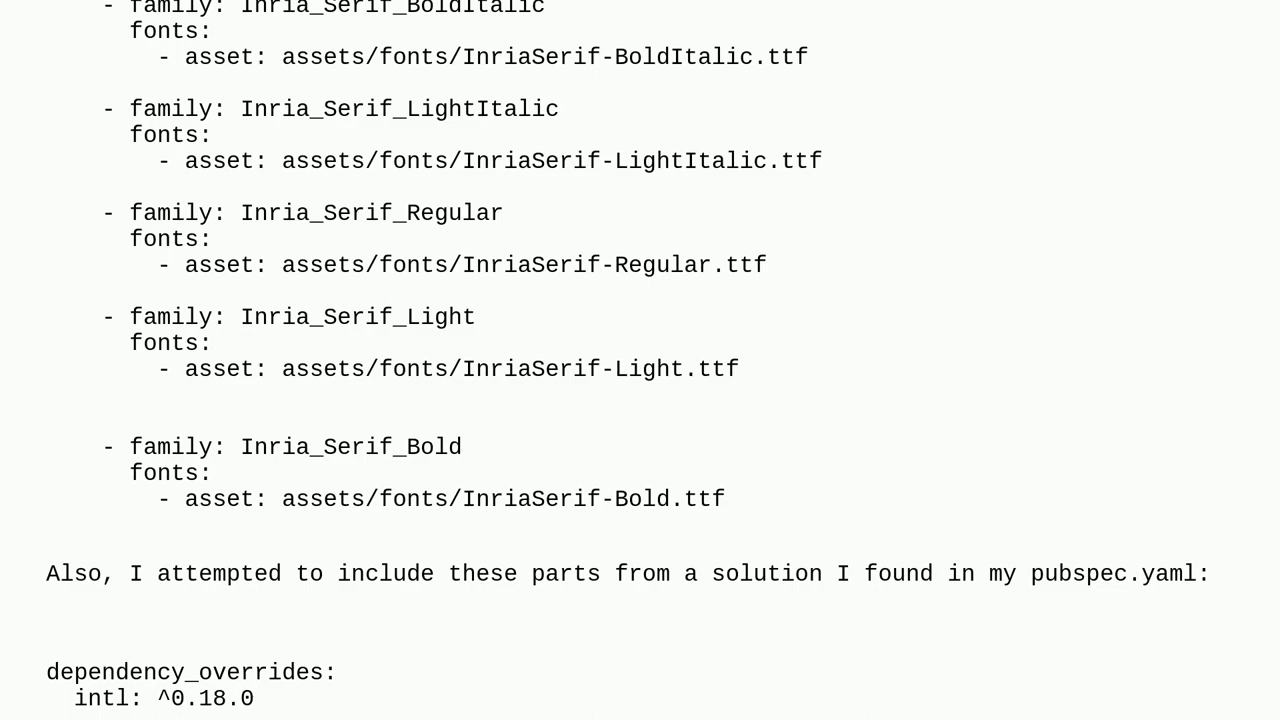 - family: Inria_Serif_BoldItalic
fonts:
- asset: assets/fonts/InriaSerif-BoldItalic.ttf
- family: Inria_Serif_LightItalic
fonts:
- asset: assets/fonts/InriaSerif-LightItalic.ttf
- family: Inria_Serif_Regular
fonts:
- asset: assets/fonts/InriaSerif-Regular.ttf
- family: Inria_Serif_Light
fonts:
- asset: assets/fonts/InriaSerif-Light.ttf
- family: Inria_Serif_Bold
fonts:
- asset: assets/fonts/InriaSerif-Bold.ttf
Also, I attempted to include these parts from a solution I found in my pubspec.yaml:
dependency_overrides:
intl: ^0.18.0